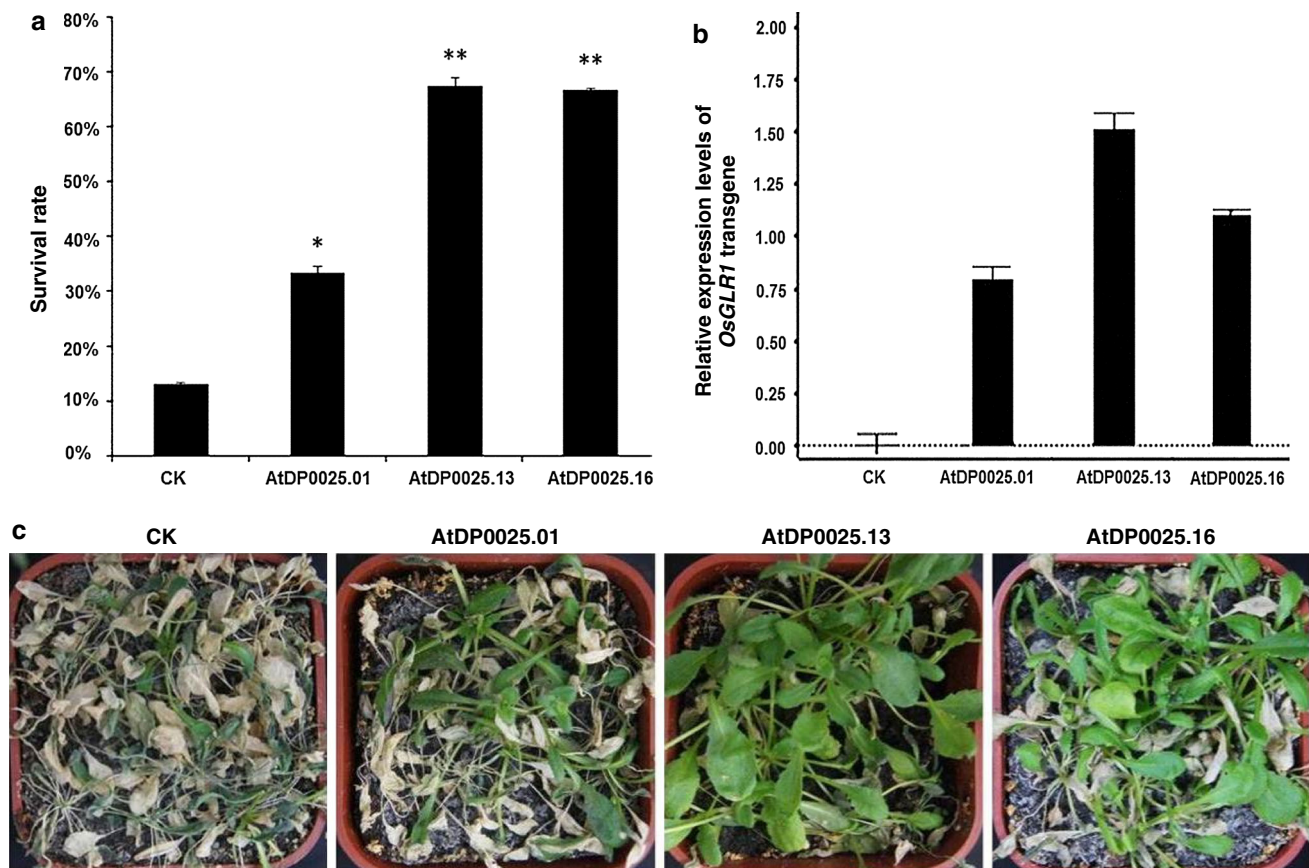 a
80%
70%
60%
50%
40%
30%
20%
10%
0%
Survival rate
*
**
**
CK
AtDP0025.01
AtDP0025.13
AtDP0025.16
b
2.00
1.75
1.50
1.25
1.00
0.75
0.50
0.25
0.00
Relative expression levels of
OsGLR1 transgene
CK
AtDP0025.01
AtDP0025.13
AtDP0025.16
c
CK
AtDP0025.01
AtDP0025.13
AtDP0025.16